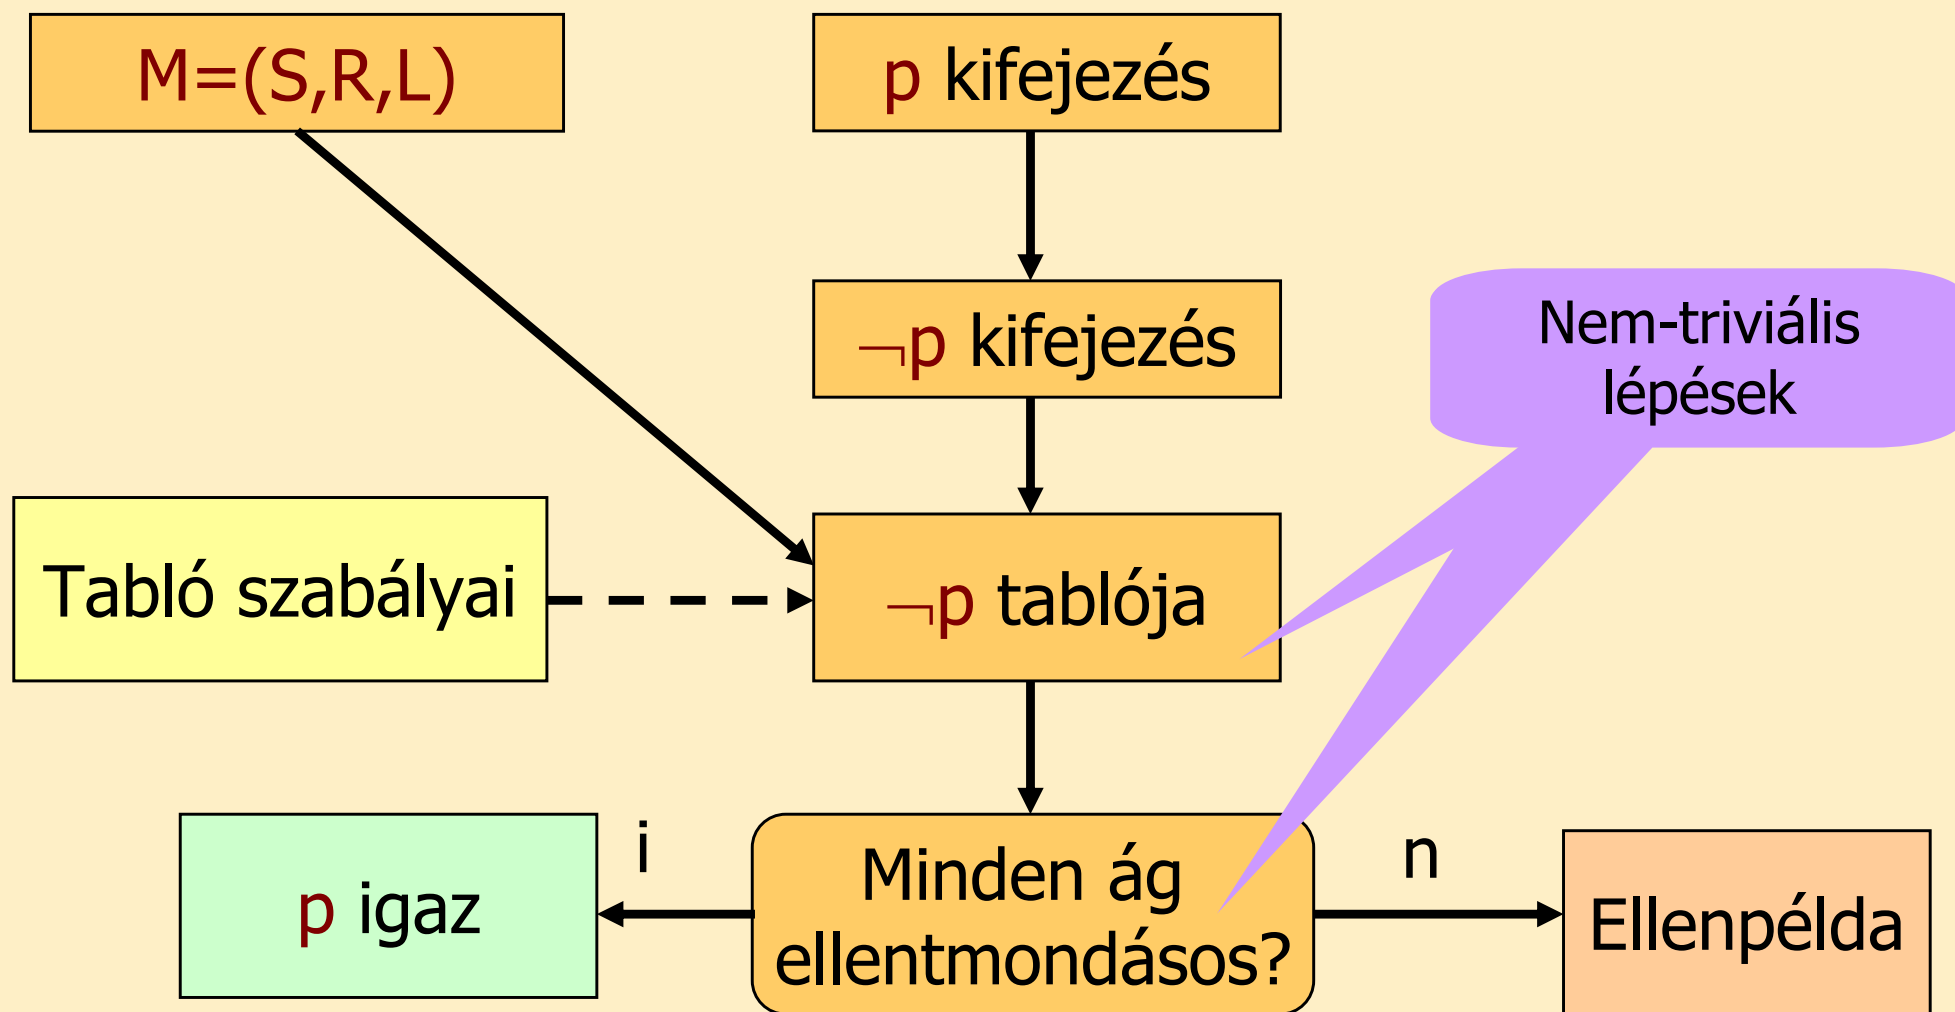 M=(S,R,L)
p kifejezés
¬p kifejezés
Nem-triviális
lépések
Tabló szabályai
¬p tablója
p igaz
i
Minden ág
ellentmondásos?
n
Ellenpélda